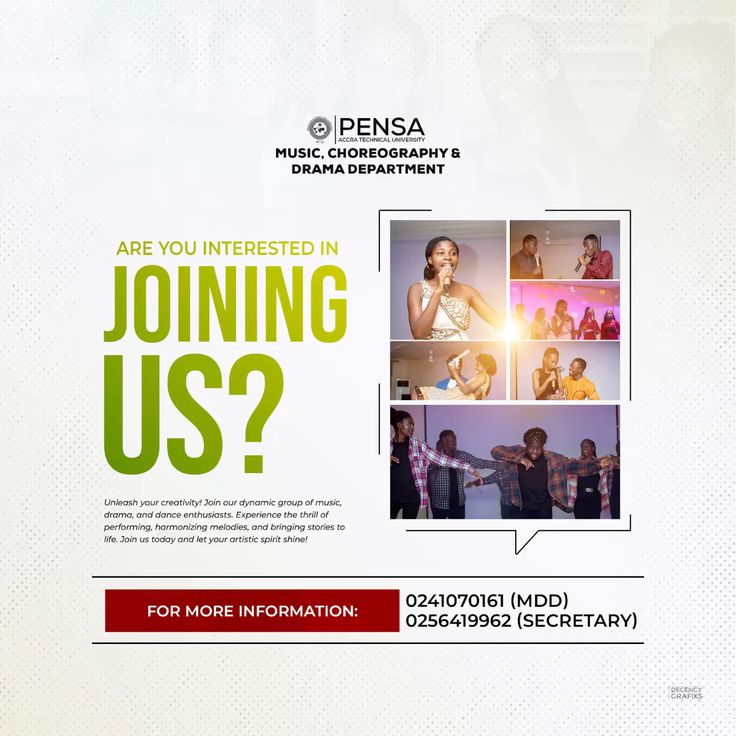 PENSA
ACCRA TECHNICAL UNIVERSITY
MUSIC, CHOREOGRAPHY &
DRAMA DEPARTMENT
ARE YOU INTERESTED IN
JOINING
US?
Unleash your creativity! Join our dynamic group of music,
drama, and dance enthusiasts. Experience the thrill of
performing, harmonizing melodies, and bringing stories to
life. Join us today and let your artistic spirit shine!
FOR MORE INFORMATION:
0241070161 (MDD)
0256419962 (SECRETARY)
DECENCY
GRAFIXS